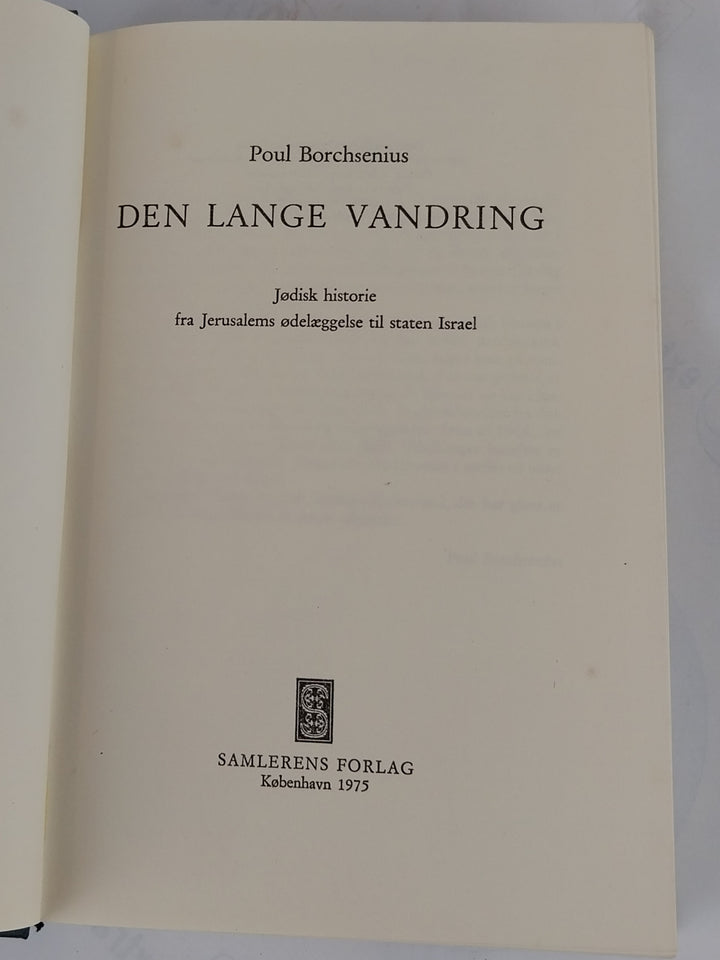 Poul Borchsenius
DEN LANGE VANDRING
Jødisk historie
fra Jerusalems ødelæggelse til staten Israel
S
SAMLERENS FORLAG
København 1975